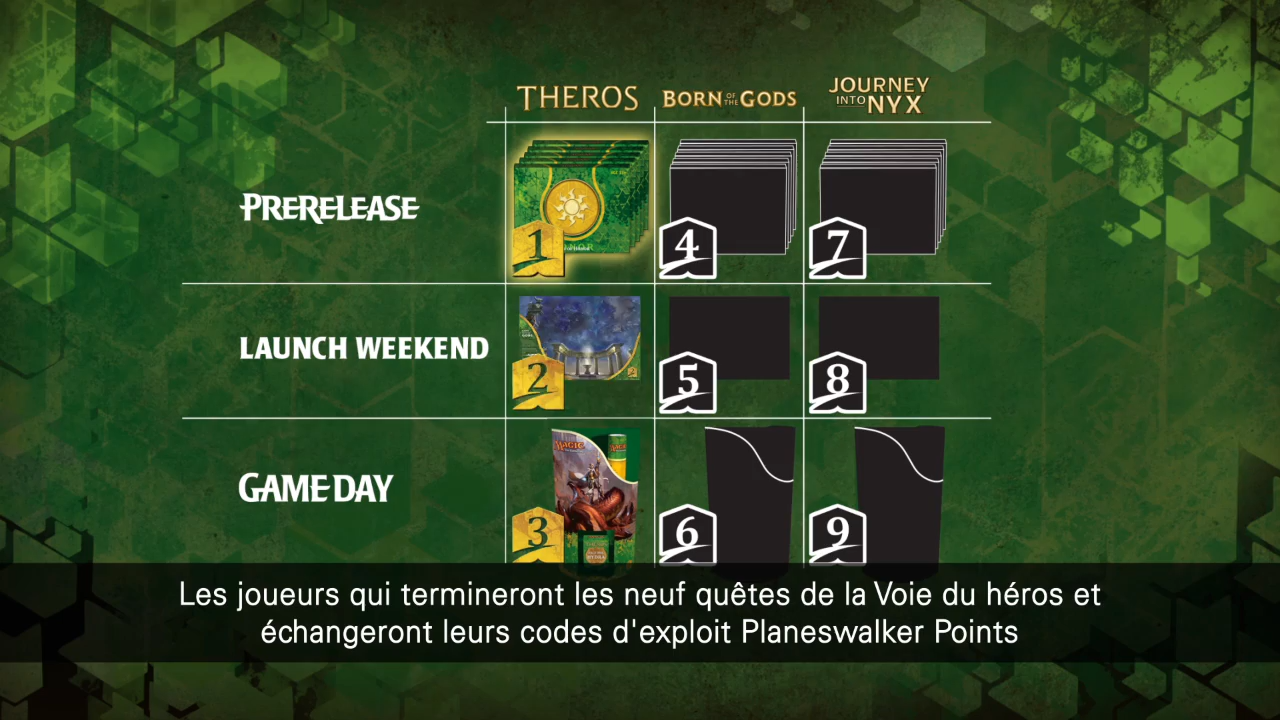 THEROS
BORN OF THE GODS
JOURNEY
INTO NYX
PRERELEASE
1
4
7
LAUNCH WEEKEND
2
5
8
GAME DAY
MAGIC
MAGIC
3
6
9
Les joueurs qui termineront les neuf quêtes de la Voie du héros et
échangeront leurs codes d'exploit Planeswalker Points